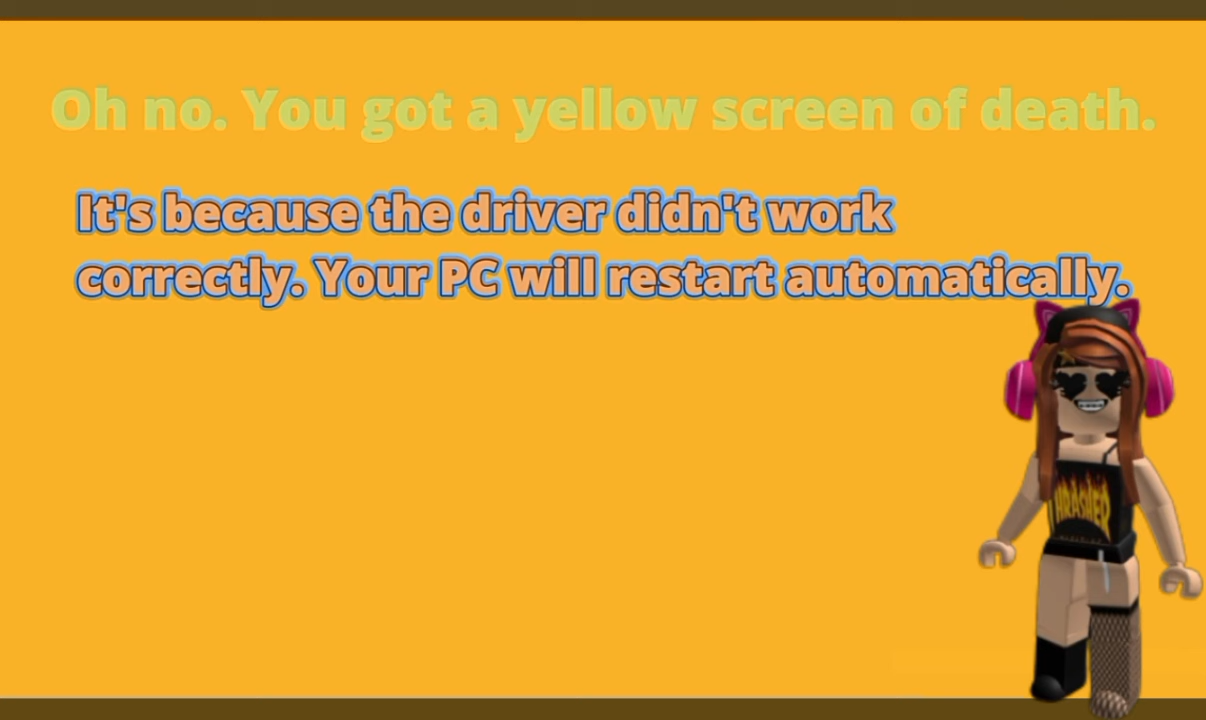 Oh no. You got a yellow screen of death.
It's because the driver didn't work
correctly. Your PC will restart automatically.
THRASHER